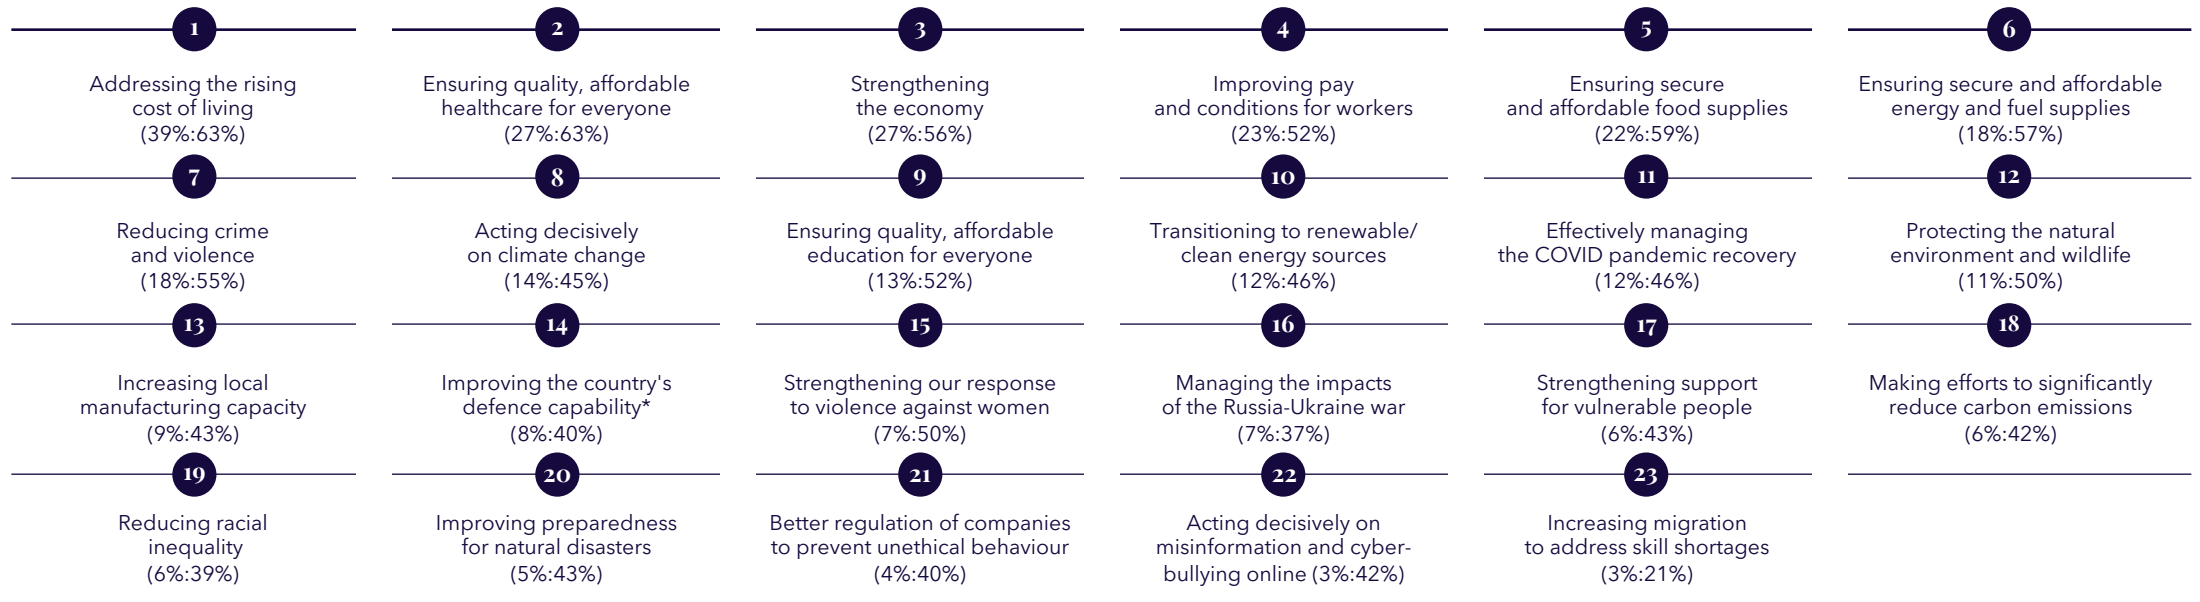 1
Addressing the rising
cost of living
(39%:63%)
2
Ensuring quality, affordable
healthcare for everyone
(27%:63%)
3
Strengthening
the economy
(27%:56%)
4
Improving pay
and conditions for workers
(23%:52%)
5
Ensuring secure
and affordable food supplies
(22%:59%)
6
Ensuring secure and affordable
energy and fuel supplies
(18%:57%)
7
Reducing crime
and violence
(18%:55%)
8
Acting decisively
on climate change
(14%:45%)
9
Ensuring quality, affordable
education for everyone
(13%:52%)
10
Transitioning to renewable/
clean energy sources
(12%:46%)
11
Effectively managing
the COVID pandemic recovery
(12%:46%)
12
Protecting the natural
environment and wildlife
(11%:50%)
13
Increasing local
manufacturing capacity
(9%:43%)
14
Improving the country's
defence capability*
(8%:40%)
15
Strengthening our response
to violence against women
(7%:50%)
16
Managing the impacts
of the Russia-Ukraine war
(7%:37%)
17
Strengthening support
for vulnerable people
(6%:43%)
18
Making efforts to significantly
reduce carbon emissions
(6%:42%)
19
Reducing racial
inequality
(6%:39%)
20
Improving preparedness
for natural disasters
(5%:43%)
21
Better regulation of companies
to prevent unethical behaviour
(4%:40%)
22
Acting decisively on
misinformation and cyber-
bullying online (3%:42%)
23
Increasing migration
to address skill shortages
(3%:21%)